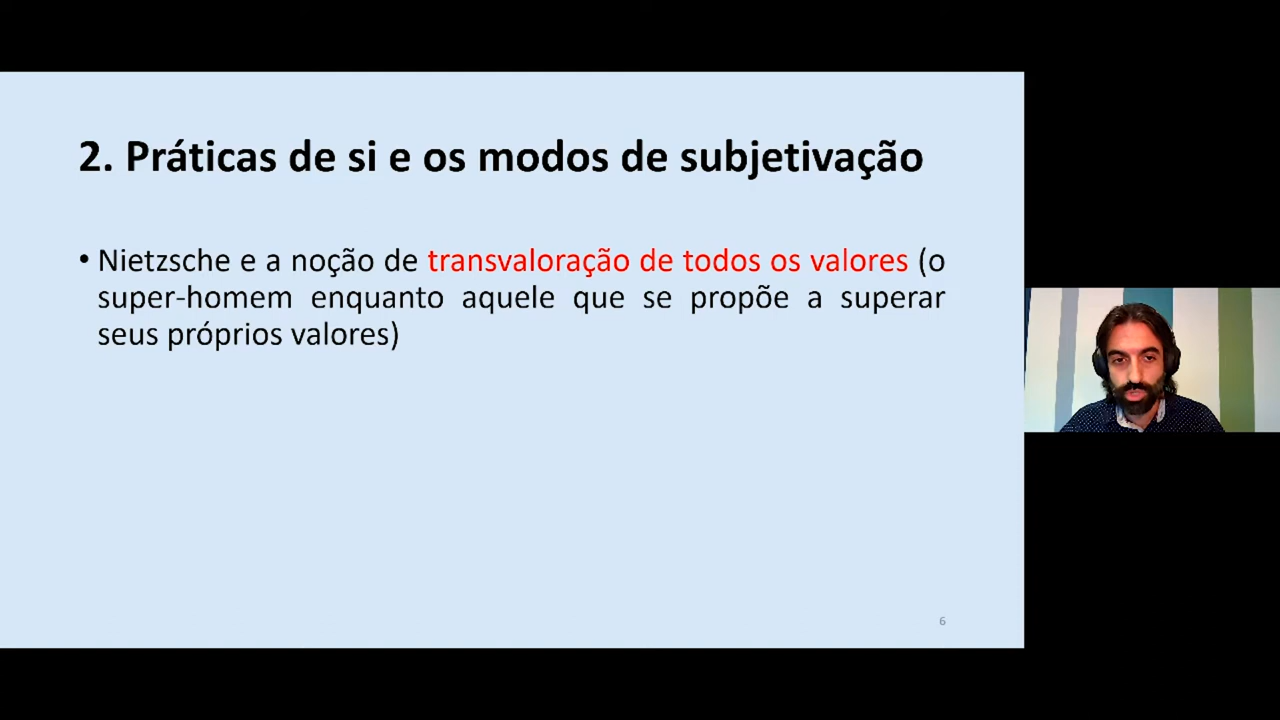 2. Práticas de si e os modos de subjetivação
• Nietzsche e a noção de transvaloração de todos os valores (o
super-homem enquanto aquele que se propõe a superar
seus próprios valores)
6